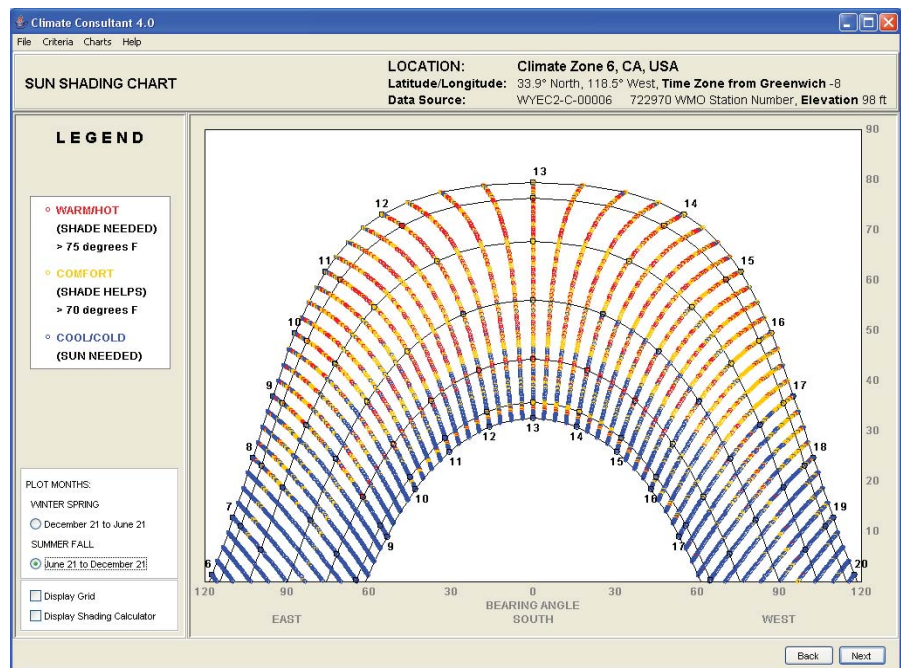 Climate Consultant 4.0
File Criteria Charts Help
SUN SHADING CHART
LOCATION: Climate Zone 6, CA, USA
Latitude/Longitude: 33.9° North, 118.5° West, Time Zone from Greenwich -8
Data Source: WYEC2-C-00006 722970 WMO Station Number, Elevation 98 ft
LEGEND
WARM/HOT
(SHADE NEEDED)
> 75 degrees F
COMFORT
(SHADE HELPS)
> 70 degrees F
COOL/COLD
(SUN NEEDED)
PLOT MONTHS:
WINTER SPRING
December 21 to June 21
SUMMER FALL
June 21 to December 21
Display Grid
Display Shading Calculator
90
80
70
60
50
40
30
20
10
13
12 14
11 15
10 16
9 17
8 18
7 19
6 20
13
12 14
11 15
10 16
9 17
120 90 60 30 0 30 60 90 120
BEARING ANGLE
EAST SOUTH WEST
Back Next